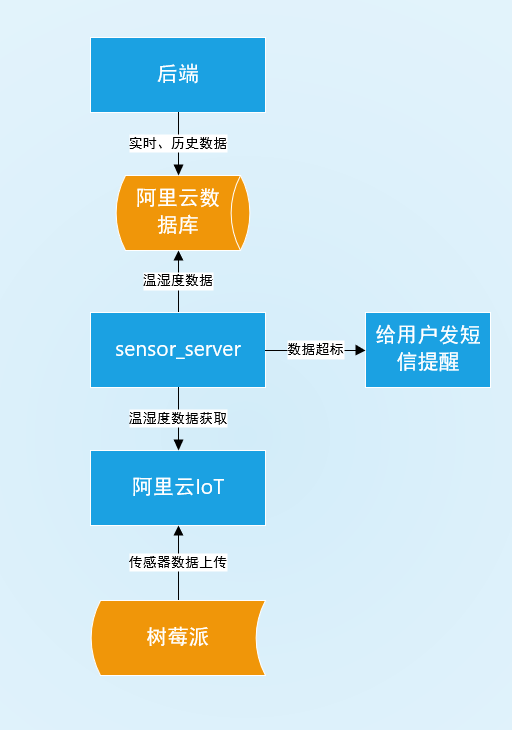 后端
实时、历史数据
阿里云数
据库
温湿度数据
sensor_server
数据超标
给用户发短
信提醒
温湿度数据获取
阿里云IoT
传感器数据上传
树莓派